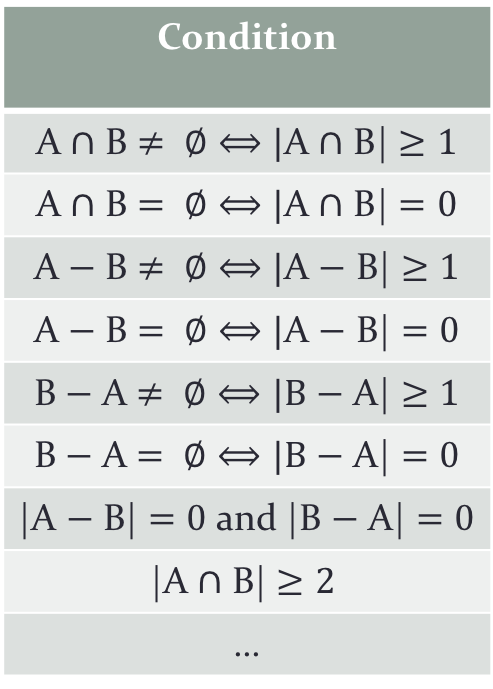 Condition
A ∩ B ≠ ∅ ⇔ |A ∩ B| ≥ 1
A ∩ B = ∅ ⇔ |A ∩ B| = 0
A − B ≠ ∅ ⇔ |A − B| ≥ 1
A − B = ∅ ⇔ |A − B| = 0
B − A ≠ ∅ ⇔ |B − A| ≥ 1
B − A = ∅ ⇔ |B − A| = 0
|A − B| = 0 and |B − A| = 0
|A ∩ B| ≥ 2
...